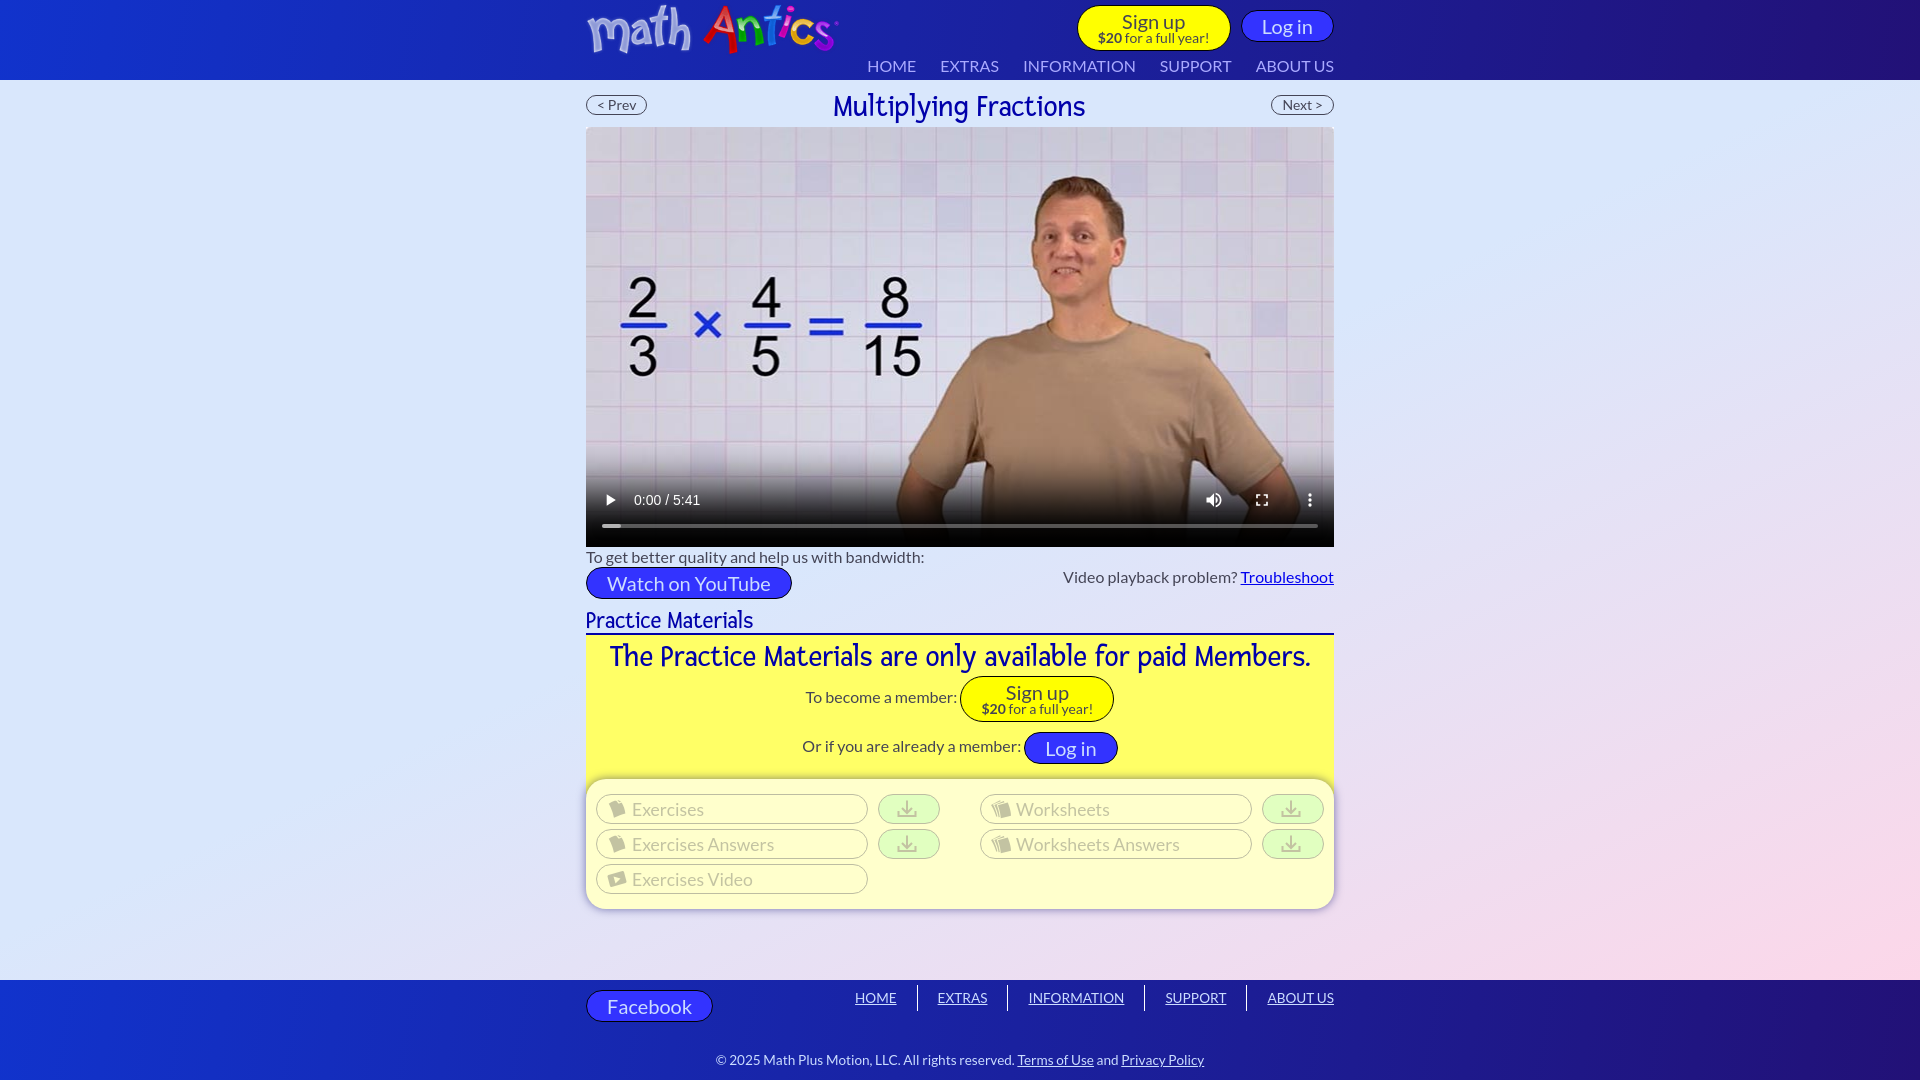 math Antics
Sign up
$20 for a full year!
Log in
HOME EXTRAS INFORMATION SUPPORT ABOUT US
< Prev
Multiplying Fractions
Next >
2/3 × 4/5 = 8/15
0:00 / 5:41
To get better quality and help us with bandwidth:
Watch on YouTube
Video playback problem? Troubleshoot
Practice Materials
The Practice Materials are only available for paid Members.
To become a member: Sign up
$20 for a full year!
Or if you are already a member: Log in
Exercises
Worksheets
Exercises Answers
Worksheets Answers
Exercises Video
Facebook
HOME EXTRAS INFORMATION SUPPORT ABOUT US
© 2025 Math Plus Motion, LLC. All rights reserved. Terms of Use and Privacy Policy